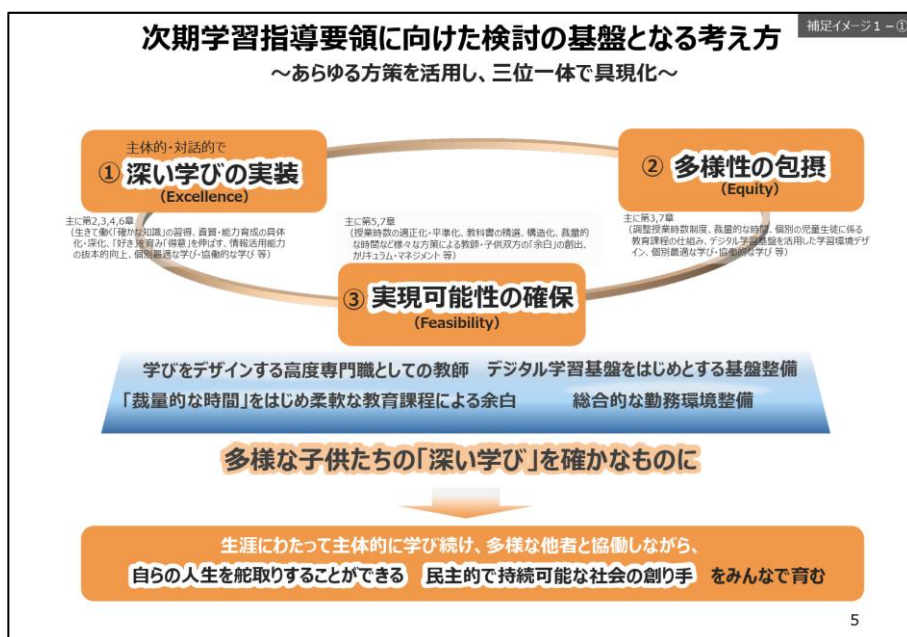 補足イメージ1-①
次期学習指導要領に向けた検討の基盤となる考え方
~あらゆる方策を活用し、三位一体で具現化~
主体的・対話的で
① 深い学びの実装
(Excellence)
主に第2,3,4,6章
(生きて働く「確かな知識」の習得、資質・能力育成の具体
化・深化、「好き」を育み「得意」を伸ばす、情報活用能力
の抜本的向上、個別最適な学び・協働的な学び 等)
② 多様性の包摂
(Equity)
主に第3,7章
(調整授業時数制度、裁量的な時間、個別の児童生徒に係る
教育課程の仕組み、デジタル学習基盤を活用した学習環境デザ
イン、個別最適な学び・協働的な学び 等)
主に第5,7章
(授業時数の適正化・平準化、教科書の精選、構造化、裁量的
な時間など様々な方策による教師・子供双方の「余白」の創出、
カリキュラム・マネジメント 等)
③ 実現可能性の確保
(Feasibility)
学びをデザインする高度専門職としての教師 デジタル学習基盤をはじめとする基盤整備
「裁量的な時間」をはじめ柔軟な教育課程による余白 総合的な勤務環境整備
多様な子供たちの「深い学び」を確かなものに
生涯にわたって主体的に学び続け、多様な他者と協働しながら、
自らの人生を舵取りすることができる 民主的で持続可能な社会の創り手 をみんなで育む
5